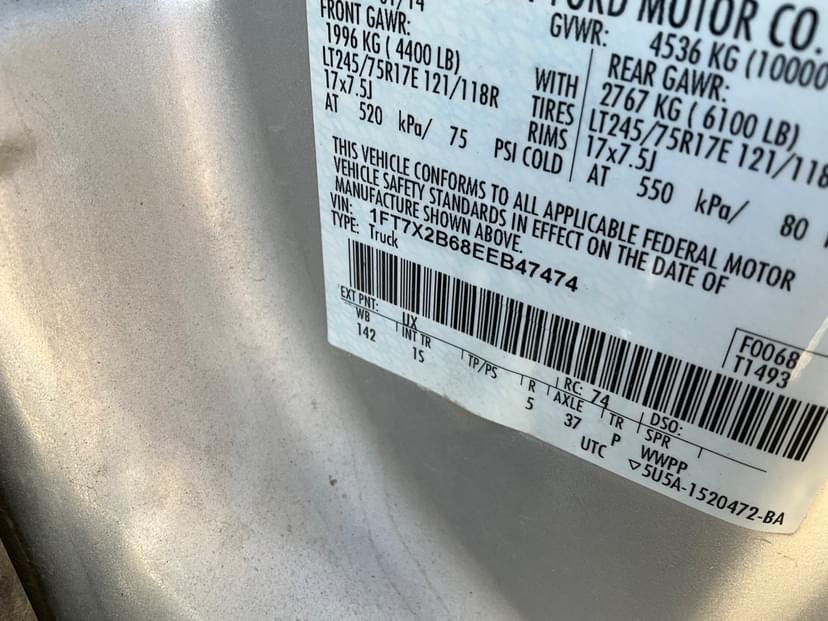 FORD MOTOR CO.
FRONT GAWR:
1996 KG ( 4400 LB)
LT245/75R17E 121/118R
17x7.5J
AT 520 kPa/ 75 PSI COLD
WITH
TIRES
RIMS
GVWR: 4536 KG (10000
REAR GAWR:
2767 KG ( 6100 LB)
LT245/75R17E 121/118
17x7.5J
AT 550 kPa/ 80
THIS VEHICLE CONFORMS TO ALL APPLICABLE FEDERAL MOTOR
VEHICLE SAFETY STANDARDS IN EFFECT ON THE DATE OF
MANUFACTURE SHOWN ABOVE.
VIN: 1FT7X2B68EEB47474
TYPE: Truck
F0068
T1493
EXT PNT: UX RC: 74 DSO:
WB INT TR TP/PS R AXLE TR SPR
142 15 5 37 P WWPP
UTC ▽5U5A-1520472-BA